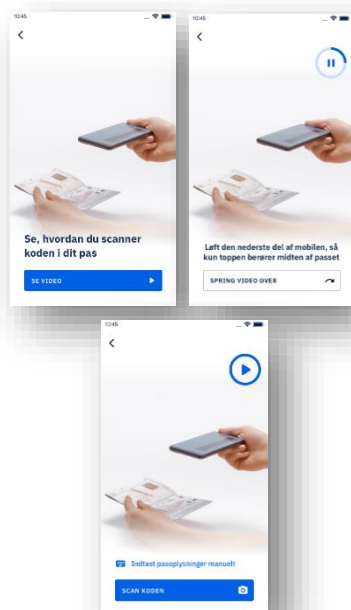 10:45
Se, hvordan du scanner
koden i dit pas
SE VIDEO
10:45
Løft den nederste del af mobilen, så
kun toppen berører midten af passet
SPRING VIDEO OVER
10:45
Indtast pasoplysninger manuelt
SCAN KODEN